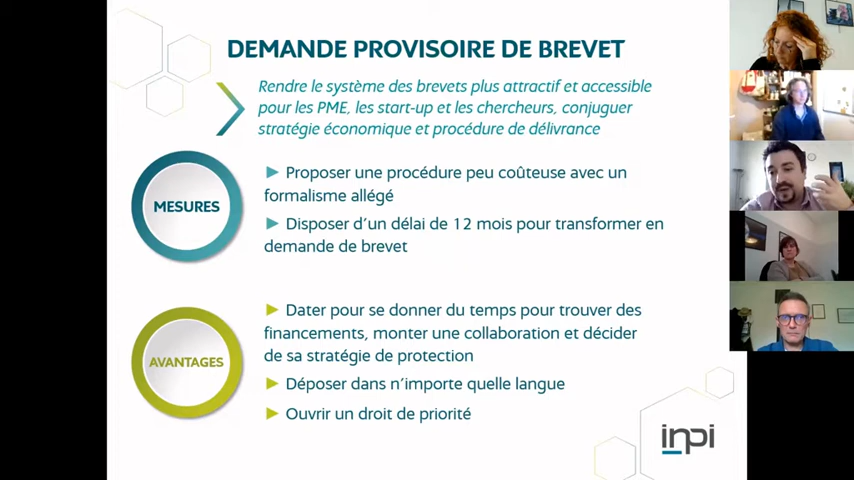 DEMANDE PROVISOIRE DE BREVET
Rendre le système des brevets plus attractif et accessible
pour les PME, les start-up et les chercheurs, conjuguer
stratégie économique et procédure de délivrance
MESURES
► Proposer une procédure peu coûteuse avec un
formalisme allégé
► Disposer d'un délai de 12 mois pour transformer en
demande de brevet
AVANTAGES
► Dater pour se donner du temps pour trouver des
financements, monter une collaboration et décider
de sa stratégie de protection
► Déposer dans n'importe quelle langue
► Ouvrir un droit de priorité
inpi